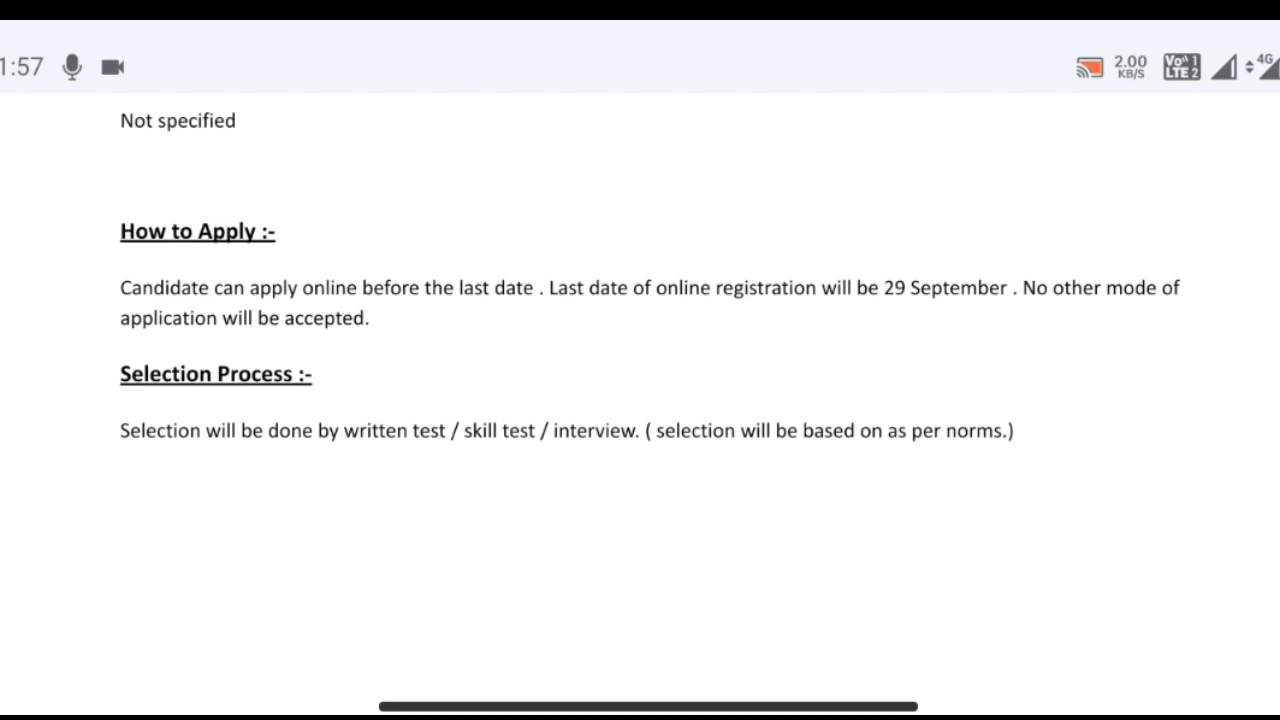 1:57
2.00
KB/S
Vo 1
LTE 2
4G
Not specified
How to Apply :-
Candidate can apply online before the last date . Last date of online registration will be 29 September . No other mode of
application will be accepted.
Selection Process :-
Selection will be done by written test / skill test / interview. ( selection will be based on as per norms.)